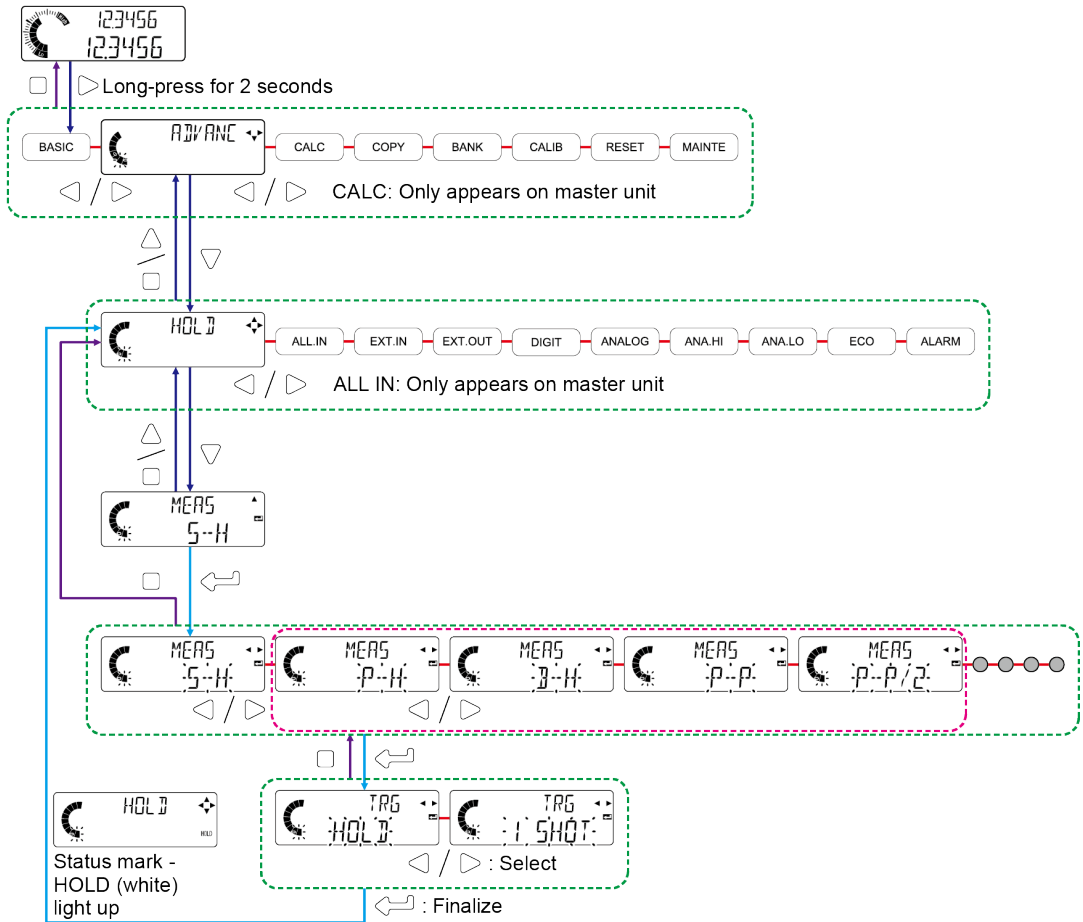 12.3456
12.3456
Long-press for 2 seconds
BASIC
ADVANC
CALC
COPY
BANK
CALIB
RESET
MAINTE
/
/
CALC: Only appears on master unit
/
HOLD
ALL.IN
EXT.IN
EXT.OUT
DIGIT
ANALOG
ANA.HI
ANA.LO
ECO
ALARM
/
ALL IN: Only appears on master unit
/
MEAS
S-H
MEAS
S-H
MEAS
P-H
MEAS
D-H
MEAS
P-P
MEAS
P-P/2
/
/
HOLD
HOLD
TRG
HOLD
TRG
1 SHOT
Status mark -
HOLD (white)
light up
/ : Select
: Finalize